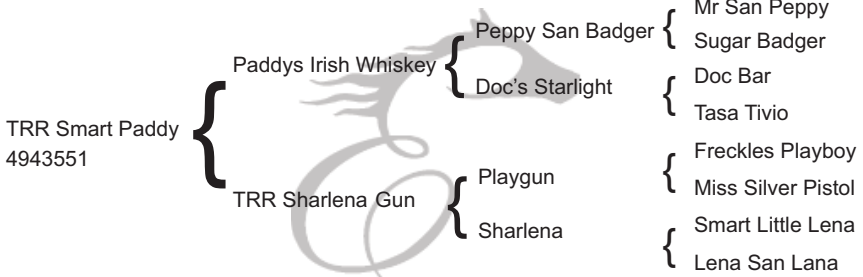 Mr San Peppy
Peppy San Badger
Sugar Badger
Paddys Irish Whiskey
Doc Bar
Doc's Starlight
Tasa Tivio
TRR Smart Paddy
4943551
Freckles Playboy
Playgun
Miss Silver Pistol
TRR Sharlena Gun
Smart Little Lena
Sharlena
Lena San Lana